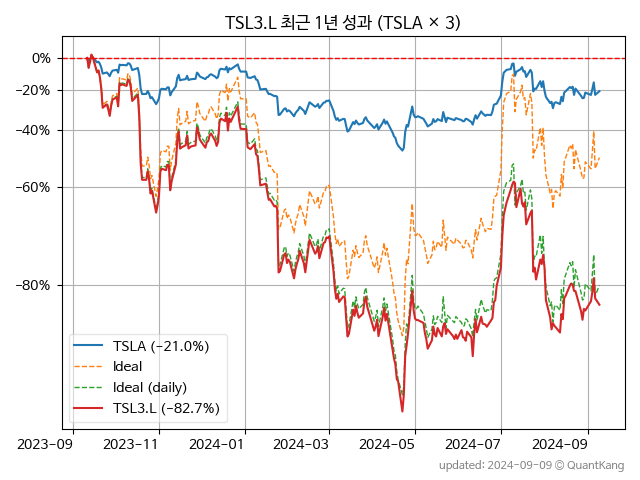 TSL3.L 최근 1년 성과 (TSLA × 3)
0%
−20%
−40%
−60%
−80%
TSLA (−21.0%)
Ideal
Ideal (daily)
TSL3.L (−82.7%)
2023-09
2023-11
2024-01
2024-03
2024-05
2024-07
2024-09
updated: 2024-09-09 © QuantKang